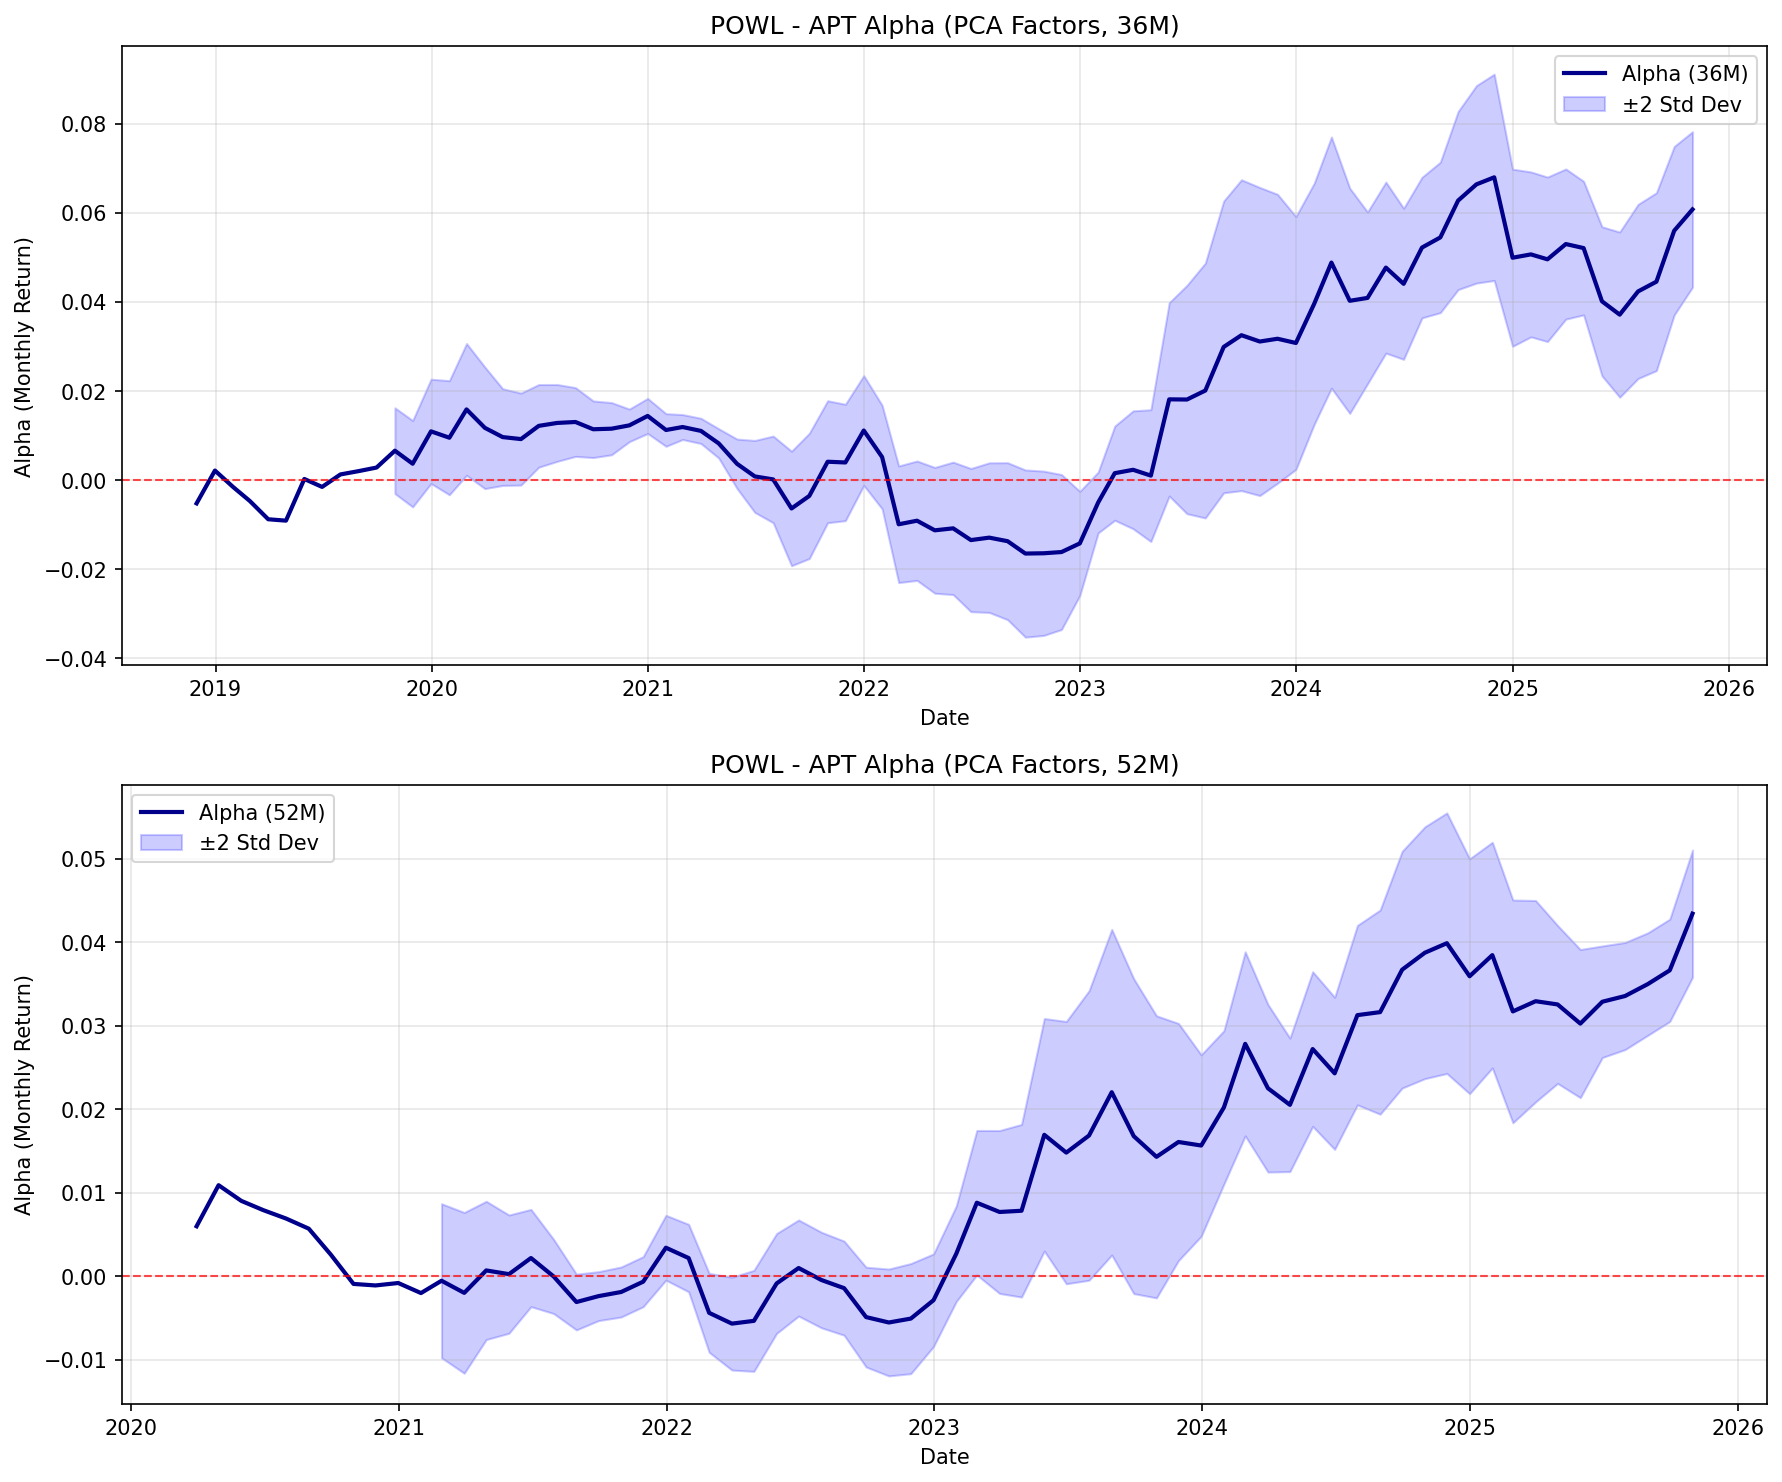 POWL - APT Alpha (PCA Factors, 36M)
Alpha (36M)
±2 Std Dev
Alpha (Monthly Return)
0.08
0.06
0.04
0.02
0.00
−0.02
−0.04
2019 2020 2021 2022 2023 2024 2025 2026
Date
POWL - APT Alpha (PCA Factors, 52M)
Alpha (52M)
±2 Std Dev
Alpha (Monthly Return)
0.05
0.04
0.03
0.02
0.01
0.00
−0.01
2020 2021 2022 2023 2024 2025 2026
Date